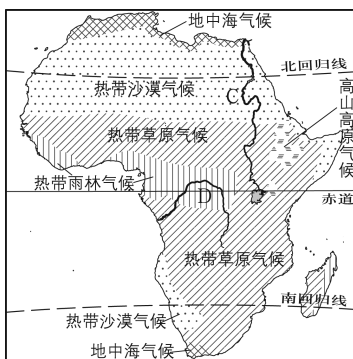 地中海气候
北回归线
热带沙漠气候
C
高山高原气候
热带草原气候
热带雨林气候
赤道
D
热带草原气候
南回归线
热带沙漠气候
地中海气候